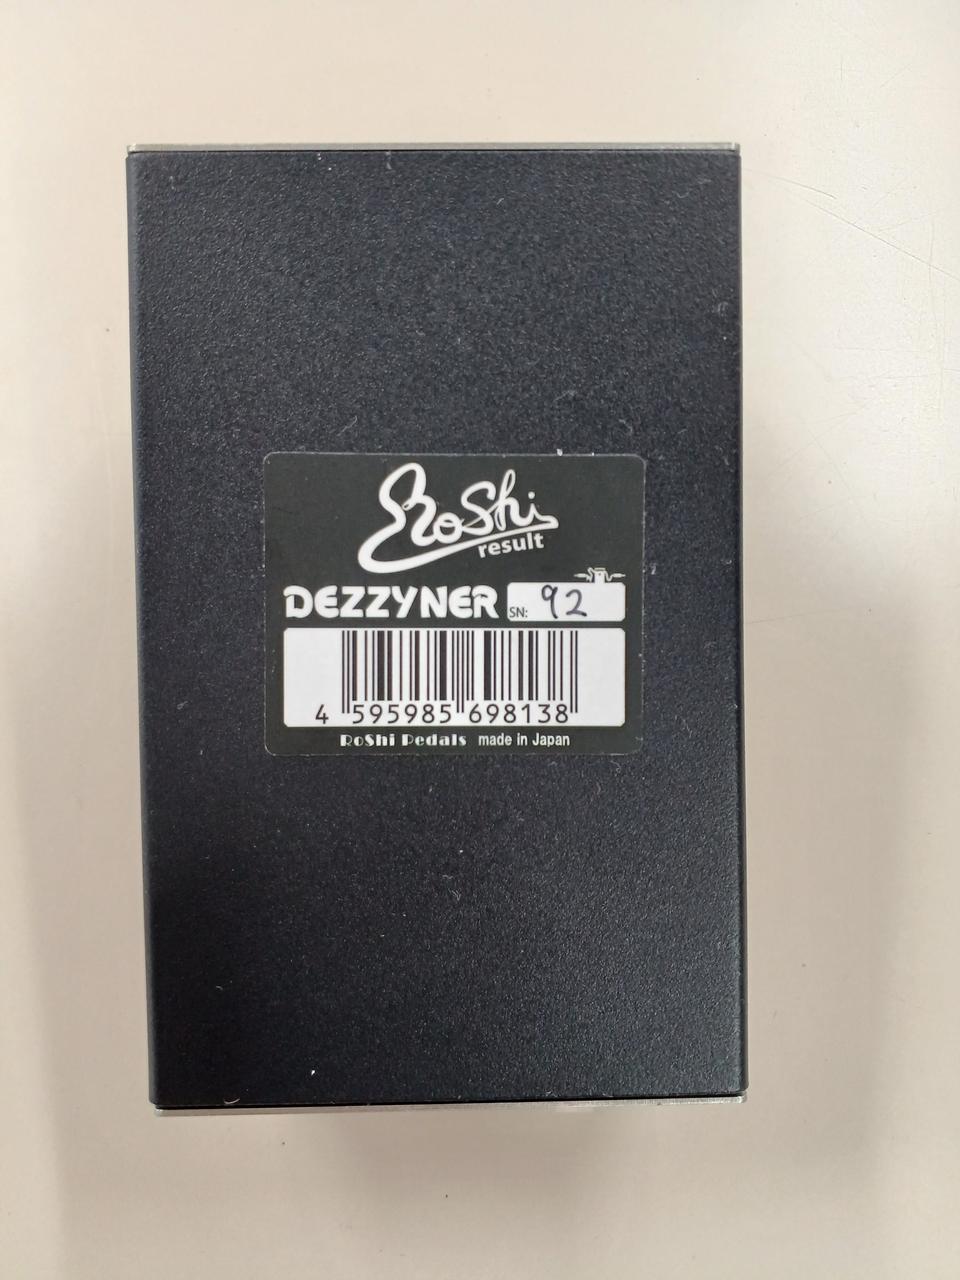 RoShi
result
DEZZYNER SN: 92
4 595985 698138
RoShi Pedals made in Japan